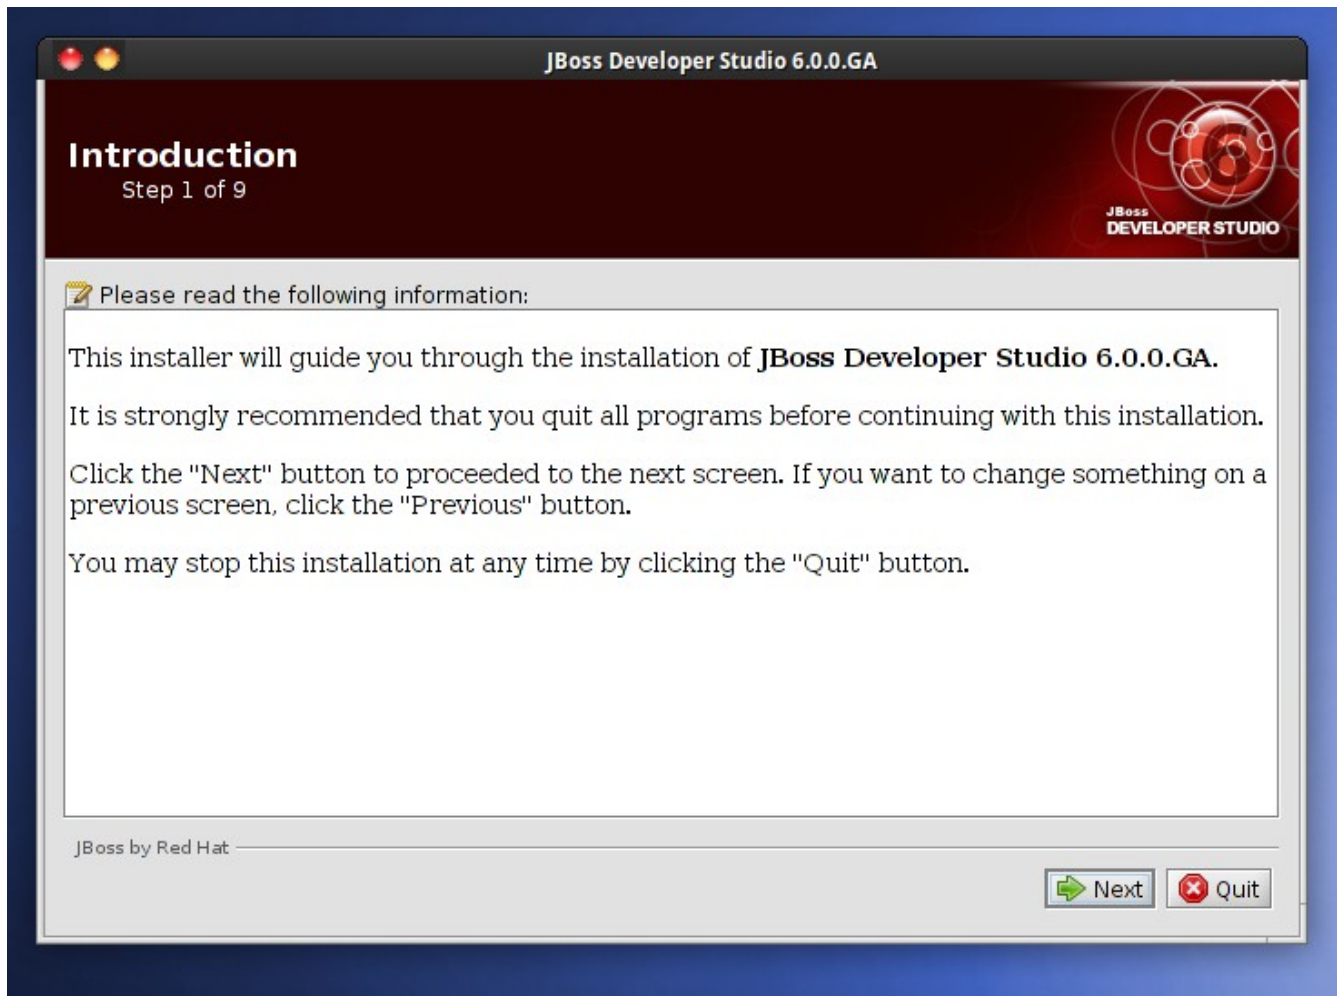 JBoss Developer Studio 6.0.0.GA
Introduction
Step 1 of 9
6
JBoss
DEVELOPER STUDIO
Please read the following information:
This installer will guide you through the installation of JBoss Developer Studio 6.0.0.GA.
It is strongly recommended that you quit all programs before continuing with this installation.
Click the "Next" button to proceeded to the next screen. If you want to change something on a
previous screen, click the "Previous" button.
You may stop this installation at any time by clicking the "Quit" button.
JBoss by Red Hat
Next
Quit